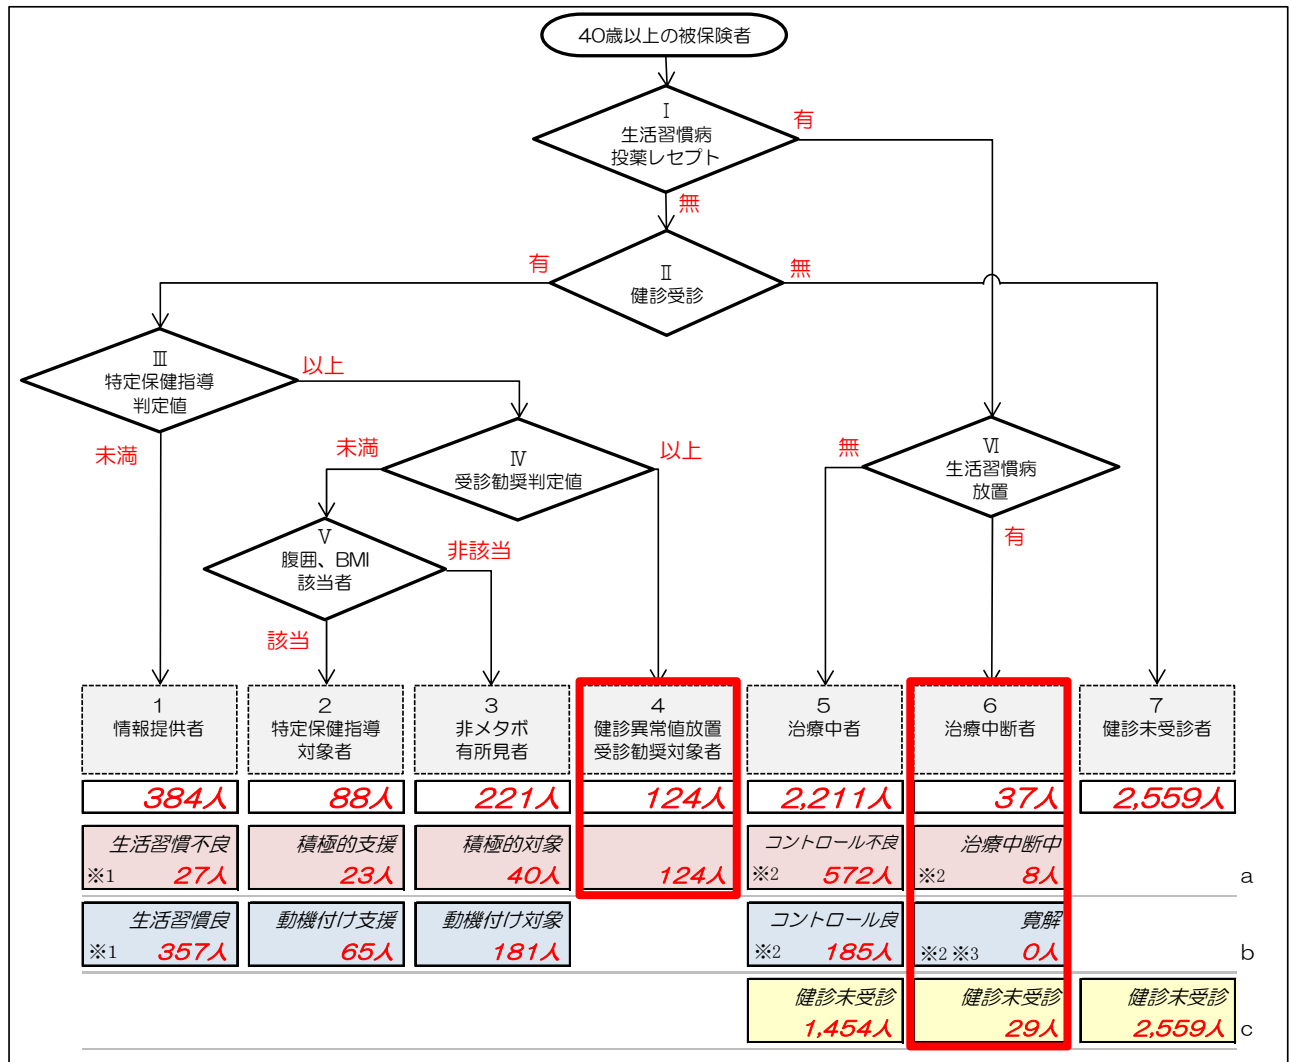 40歳以上の被保険者
Ⅰ
生活習慣病
投薬レセプト
有
無
Ⅱ
健診受診
有
無
Ⅲ
特定保健指導
判定値
以上
未満
Ⅳ
受診勧奨判定値
未満
以上
Ⅵ
生活習慣病
放置
無
有
Ⅴ
腹囲、BMI
該当者
非該当
該当
1
情報提供者
2
特定保健指導
対象者
3
非メタボ
有所見者
4
健診異常値放置
受診勧奨対象者
5
治療中者
6
治療中断者
7
健診未受診者
384人
88人
221人
124人
2,211人
37人
2,559人
生活習慣不良
※1 27人
積極的支援
23人
積極的対象
40人
124人
コントロール不良
※2 572人
治療中断中
※2 8人
a
生活習慣良
※1 357人
動機付け支援
65人
動機付け対象
181人
コントロール良
※2 185人
寛解
※2 ※3 0人
b
健診未受診
1,454人
健診未受診
29人
健診未受診
2,559人
c